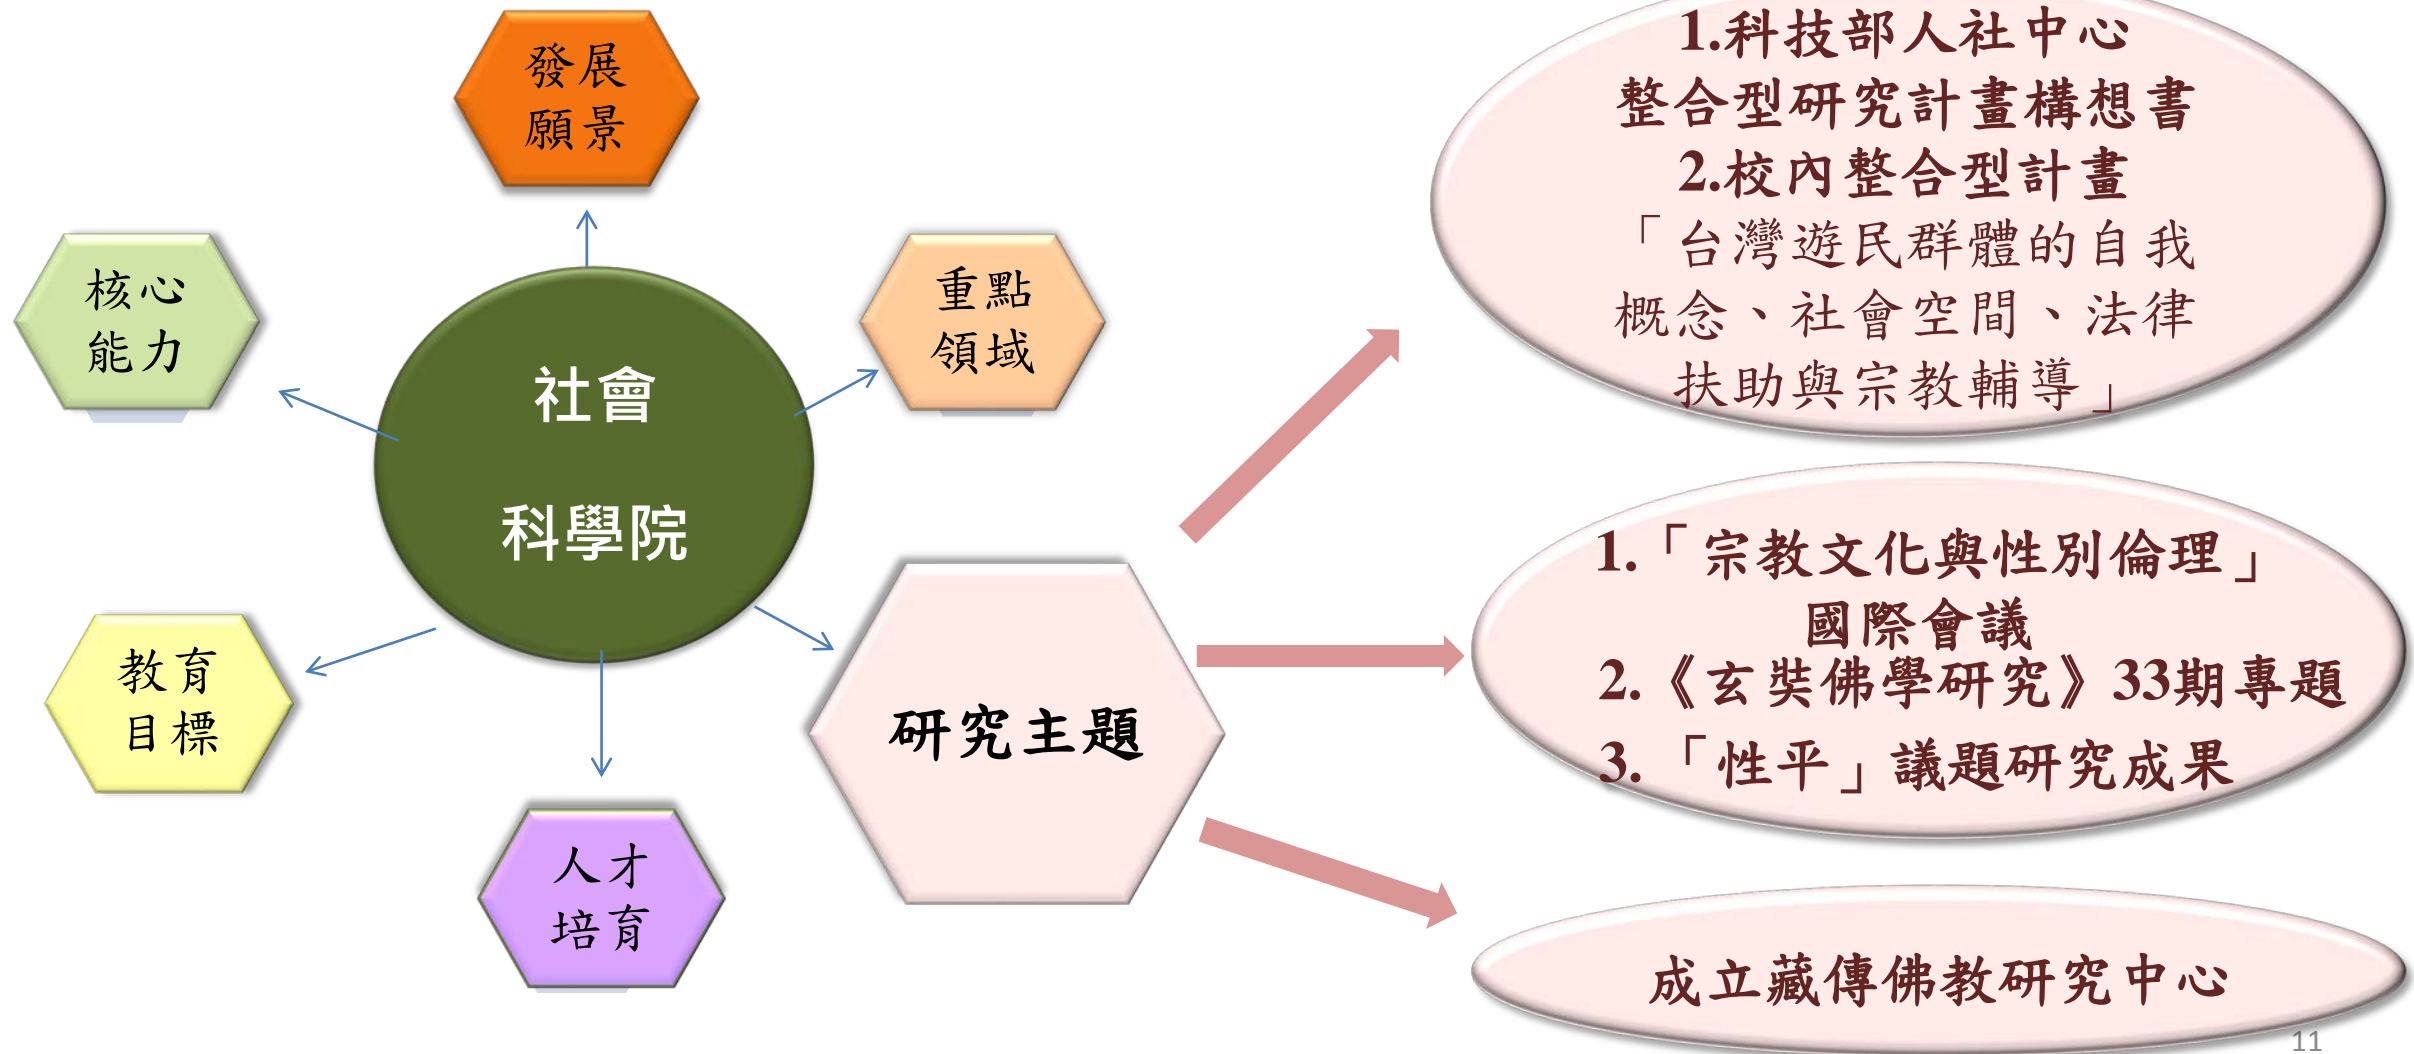 發展
願景
核心
能力
重點
領域
社會
科學院
教育
目標
人才
培育
研究主題
1.科技部人社中心
整合型研究計畫構想書
2.校內整合型計畫
「台灣遊民群體的自我
概念、社會空間、法律
扶助與宗教輔導」
1.「宗教文化與性別倫理」
國際會議
2.《玄奘佛學研究》33期專題
3.「性平」議題研究成果
成立藏傳佛教研究中心
11